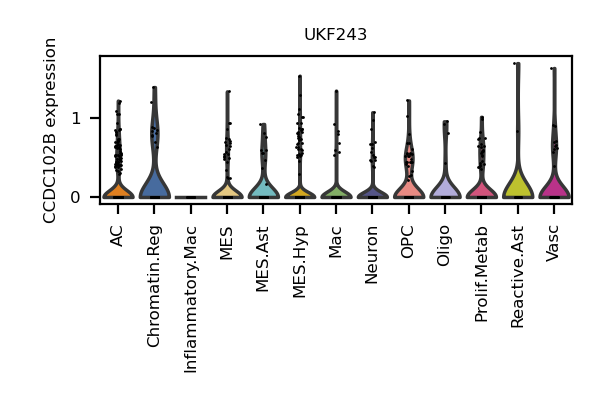 UKF243
CCDC102B expression
1
0
AC
Chromatin.Reg
Inflammatory.Mac
MES
MES.Ast
MES.Hyp
Mac
Neuron
OPC
Oligo
Prolif.Metab
Reactive.Ast
Vasc